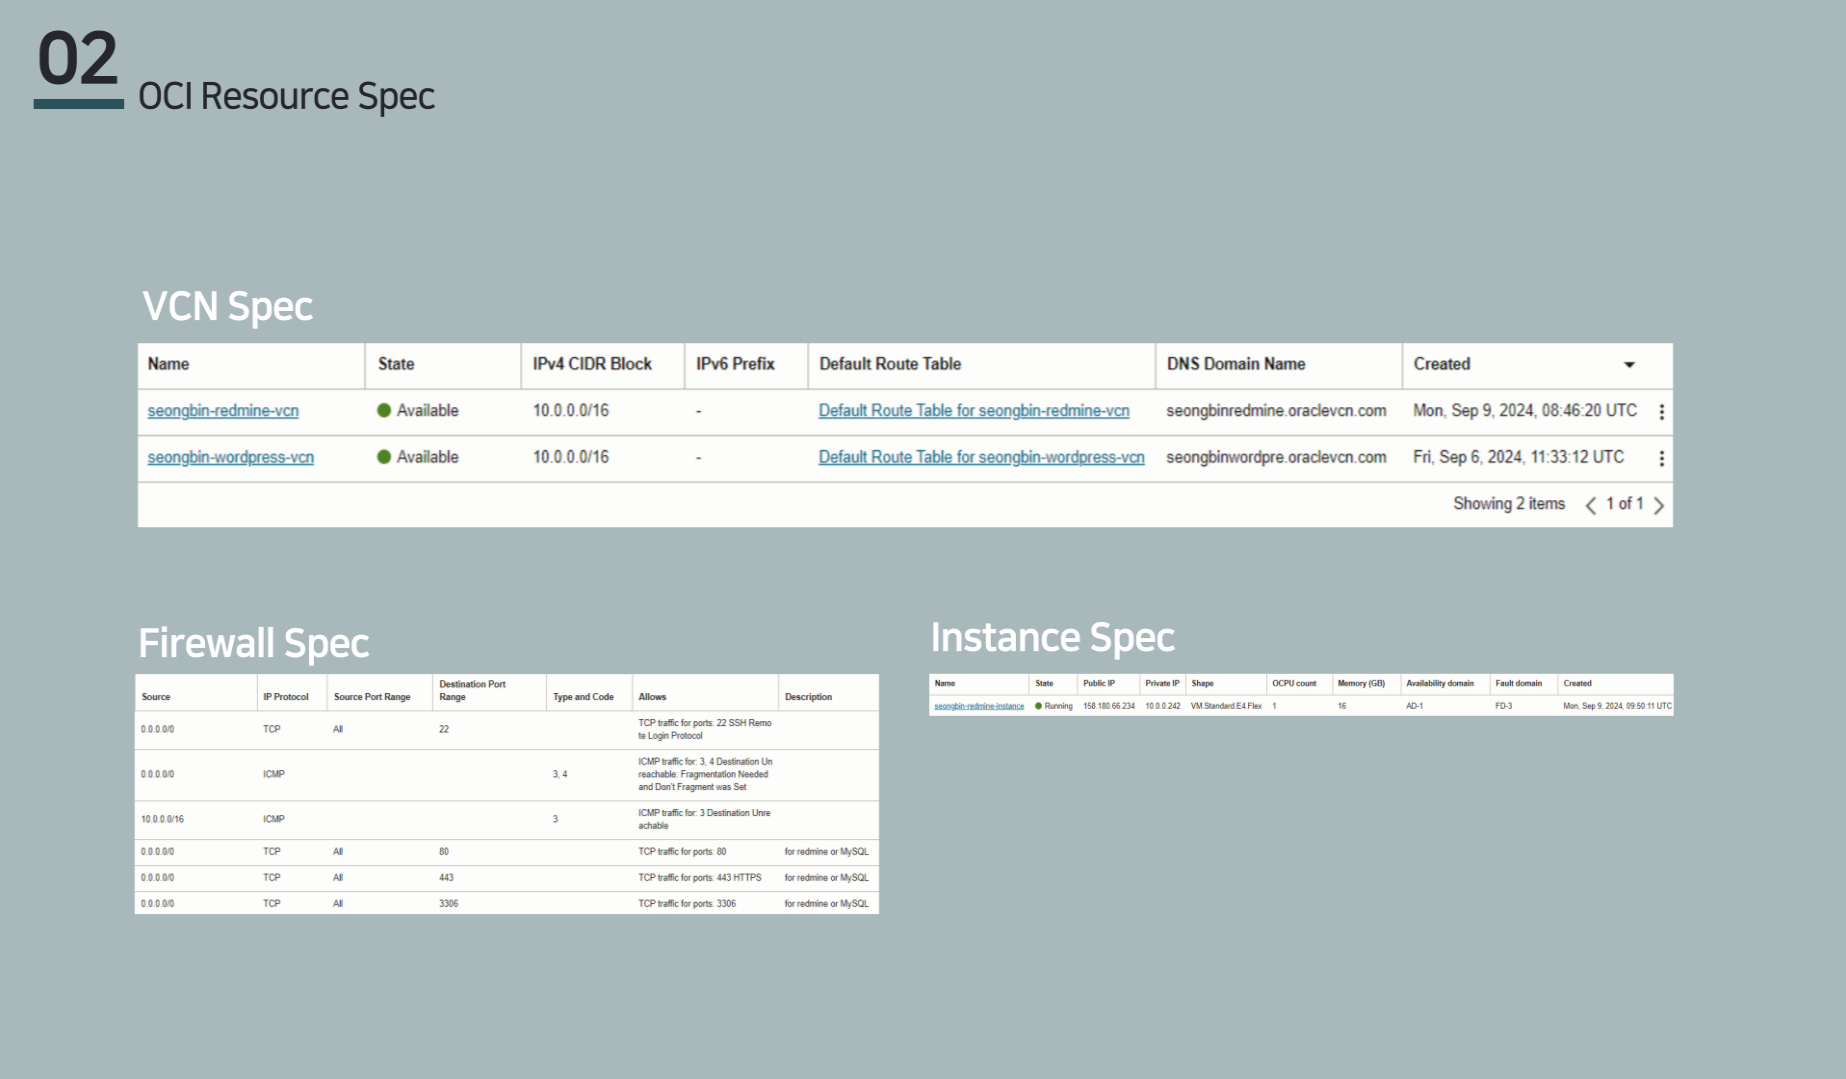 02
OCI Resource Spec
VCN Spec
Name State IPv4 CIDR Block IPv6 Prefix Default Route Table DNS Domain Name Created
seongbin-redmine-vcn Available 10.0.0.0/16 - Default Route Table for seongbin-redmine-vcn seongbinredmine.oraclevcn.com Mon, Sep 9, 2024, 08:46:20 UTC
seongbin-wordpress-vcn Available 10.0.0.0/16 - Default Route Table for seongbin-wordpress-vcn seongbinwordpre.oraclevcn.com Fri, Sep 6, 2024, 11:33:12 UTC
Showing 2 items < 1 of 1 >
Firewall Spec
Source IP Protocol Source Port Range Destination Port Range Type and Code Allows Description
0.0.0.0/0 TCP All 22 TCP traffic for ports: 22 SSH Remo
te Login Protocol
0.0.0.0/0 ICMP 3, 4 ICMP traffic for: 3, 4 Destination Un
reachable: Fragmentation Needed
and Don't Fragment was Set
10.0.0.0/16 ICMP 3 ICMP traffic for: 3 Destination Unre
achable
0.0.0.0/0 TCP All 80 TCP traffic for ports: 80 for redmine or MySQL
0.0.0.0/0 TCP All 443 TCP traffic for ports: 443 HTTPS for redmine or MySQL
0.0.0.0/0 TCP All 3306 TCP traffic for ports: 3306 for redmine or MySQL
Instance Spec
Name State Public IP Private IP Shape OCPU count Memory (GB) Availability domain Fault domain Created
seongbin-redmine-instance Running 158.180.66.234 10.0.0.242 VM.Standard.E4.Flex 1 16 AD-1 FD-3 Mon, Sep 9, 2024, 09:50:11 UTC